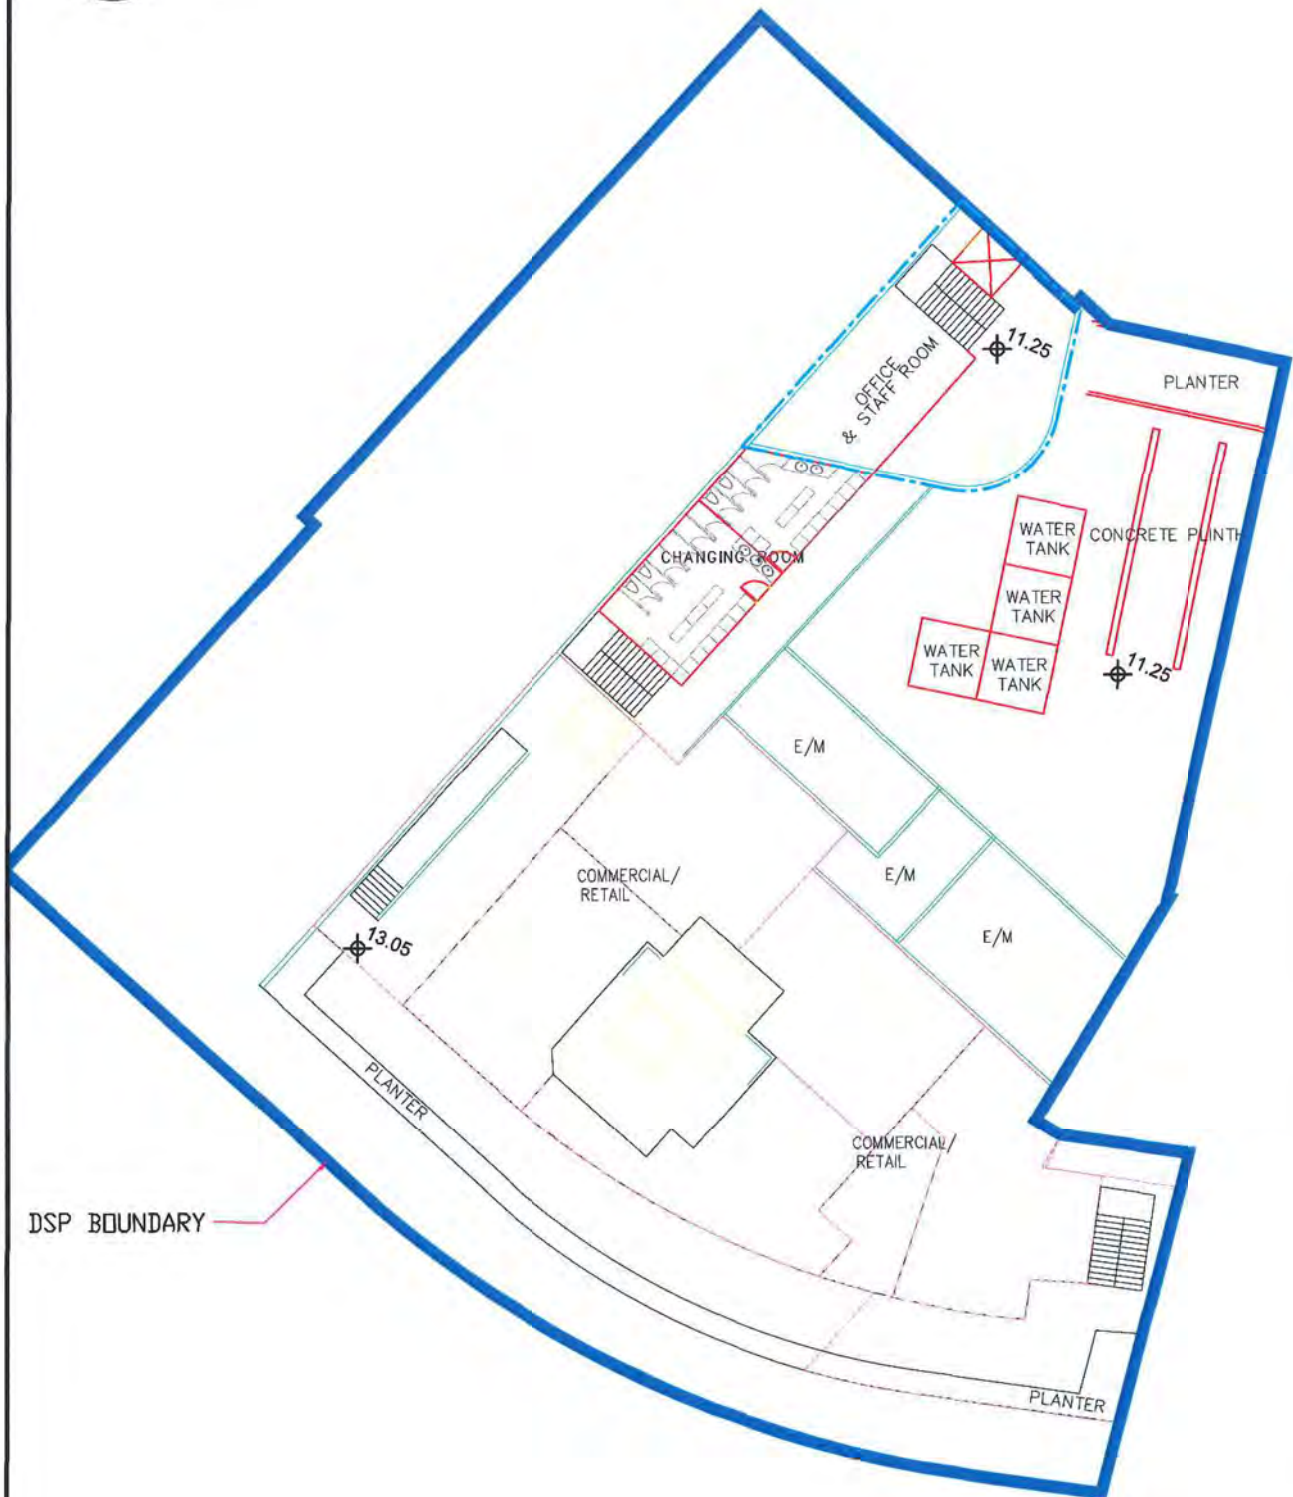 11.25
OFFICE
& STAFF ROOM
PLANTER
WATER
TANK
CONCRETE PLINTH
CHANGING ROOM
WATER
TANK
WATER
TANK
WATER
TANK
11.25
E/M
COMMERCIAL/
RETAIL
E/M
E/M
13.05
PLANTER
COMMERCIAL/
RETAIL
DSP BOUNDARY
PLANTER